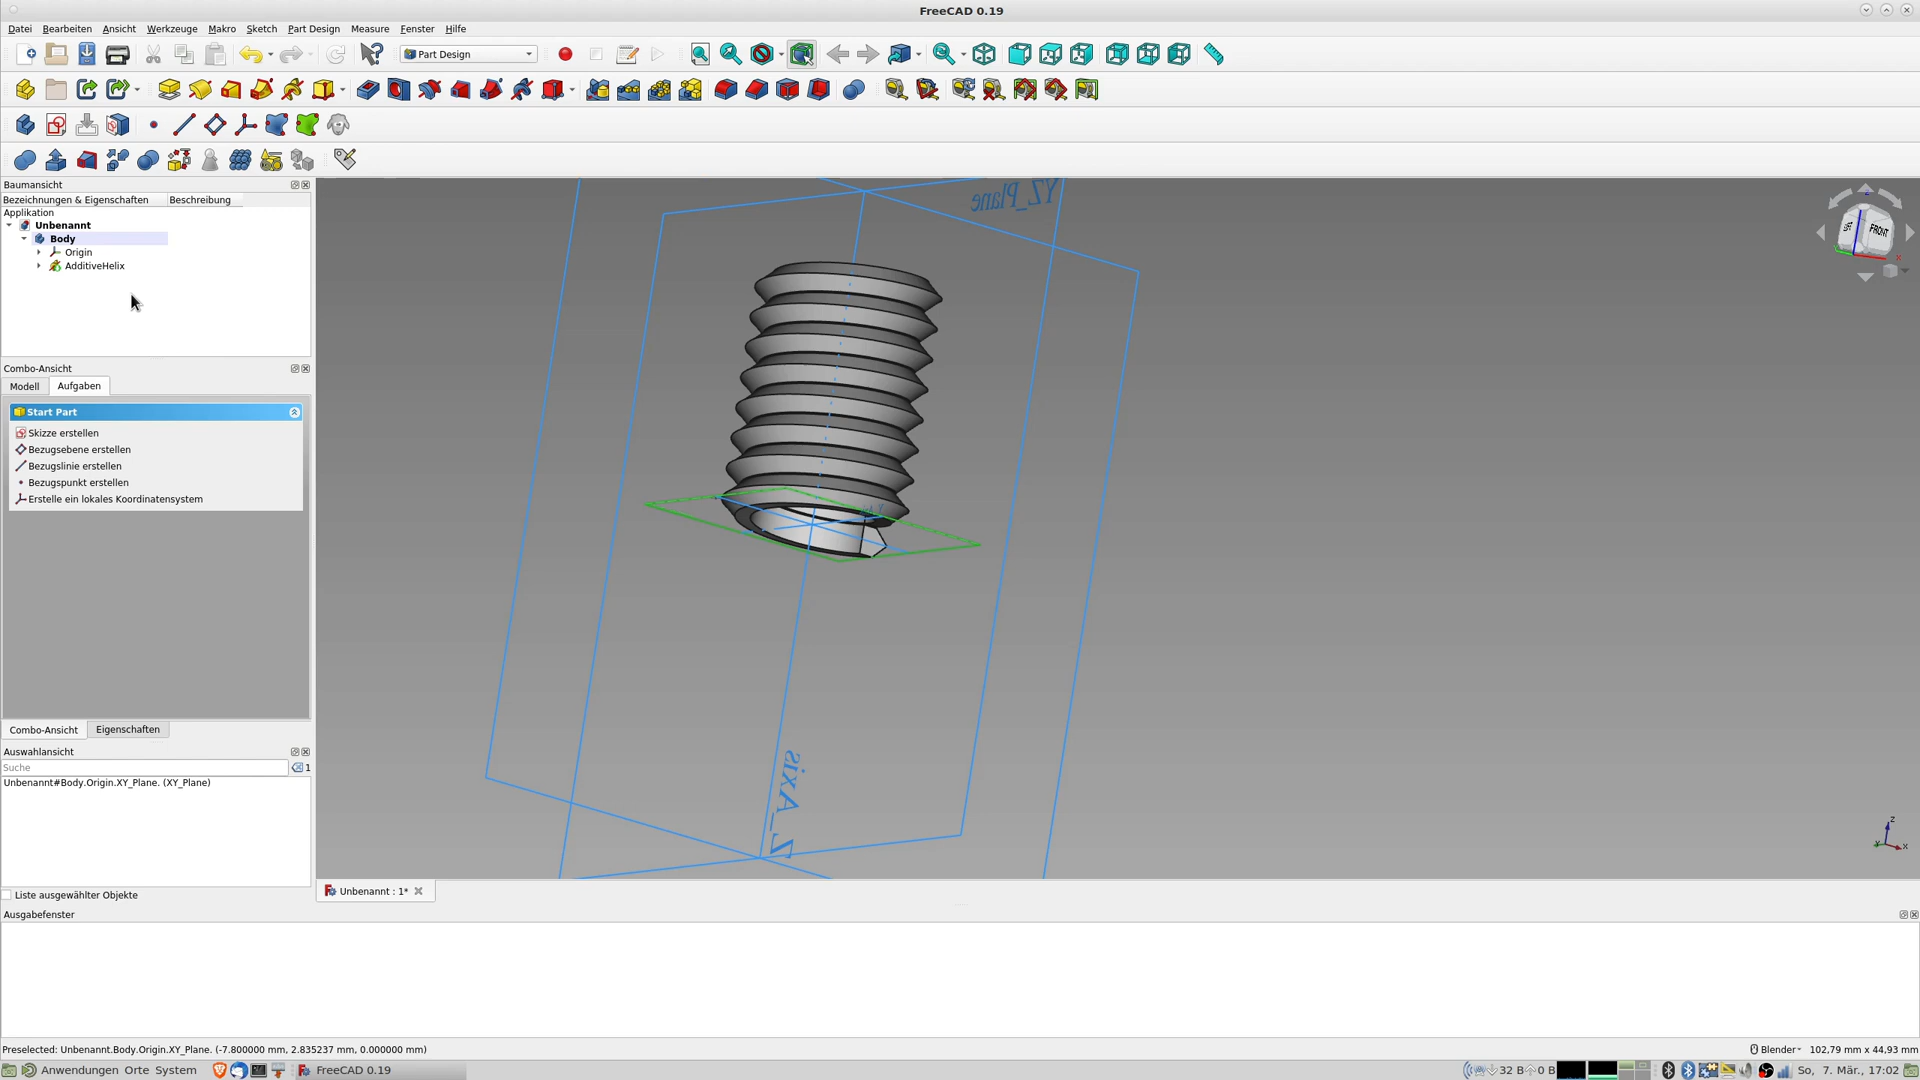 FreeCAD 0.19
Datei Bearbeiten Ansicht Werkzeuge Makro Sketch Part Design Measure Fenster Hilfe
Part Design
Baumansicht
Bezeichnungen & Eigenschaften Beschreibung
Applikation
Unbenannt
Body
Origin
AdditiveHelix
Combo-Ansicht
Modell Aufgaben
Start Part
Skizze erstellen
Bezugsebene erstellen
Bezugslinie erstellen
Bezugspunkt erstellen
Erstelle ein lokales Koordinatensystem
Combo-Ansicht Eigenschaften
Auswahlansicht
Suche 1
Unbenannt#Body.Origin.XY_Plane. (XY_Plane)
Liste ausgewählter Objekte
YZ_Plane
Z_Axis
FRONT
X
Z
Y
X
Unbenannt : 1*
Ausgabefenster
Preselected: Unbenannt.Body.Origin.XY_Plane. (-7.800000 mm, 2.835237 mm, 0.000000 mm)
Blender 102,79 mm x 44,93 mm
Anwendungen Orte System FreeCAD 0.19 32 B 0 B So, 7. Mär., 17:02